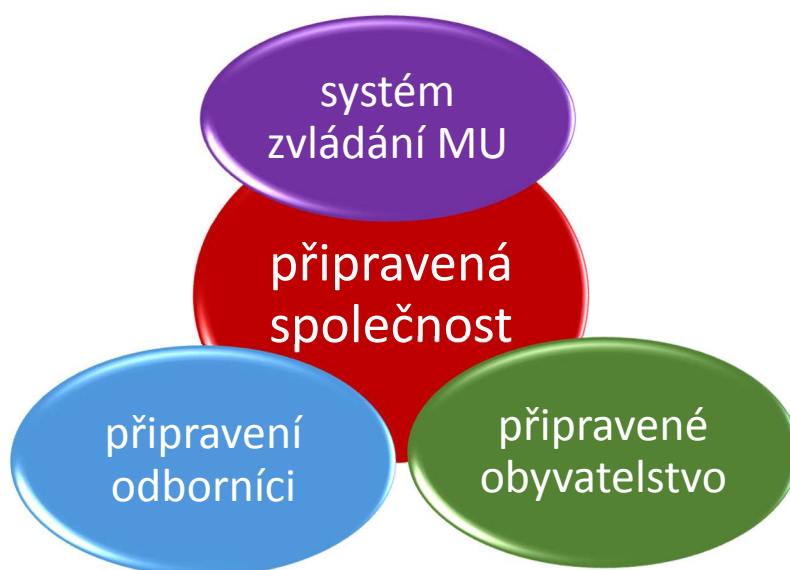 systém
zvládání MU
připravená
společnost
připravení
odborníci
připravené
obyvatelstvo